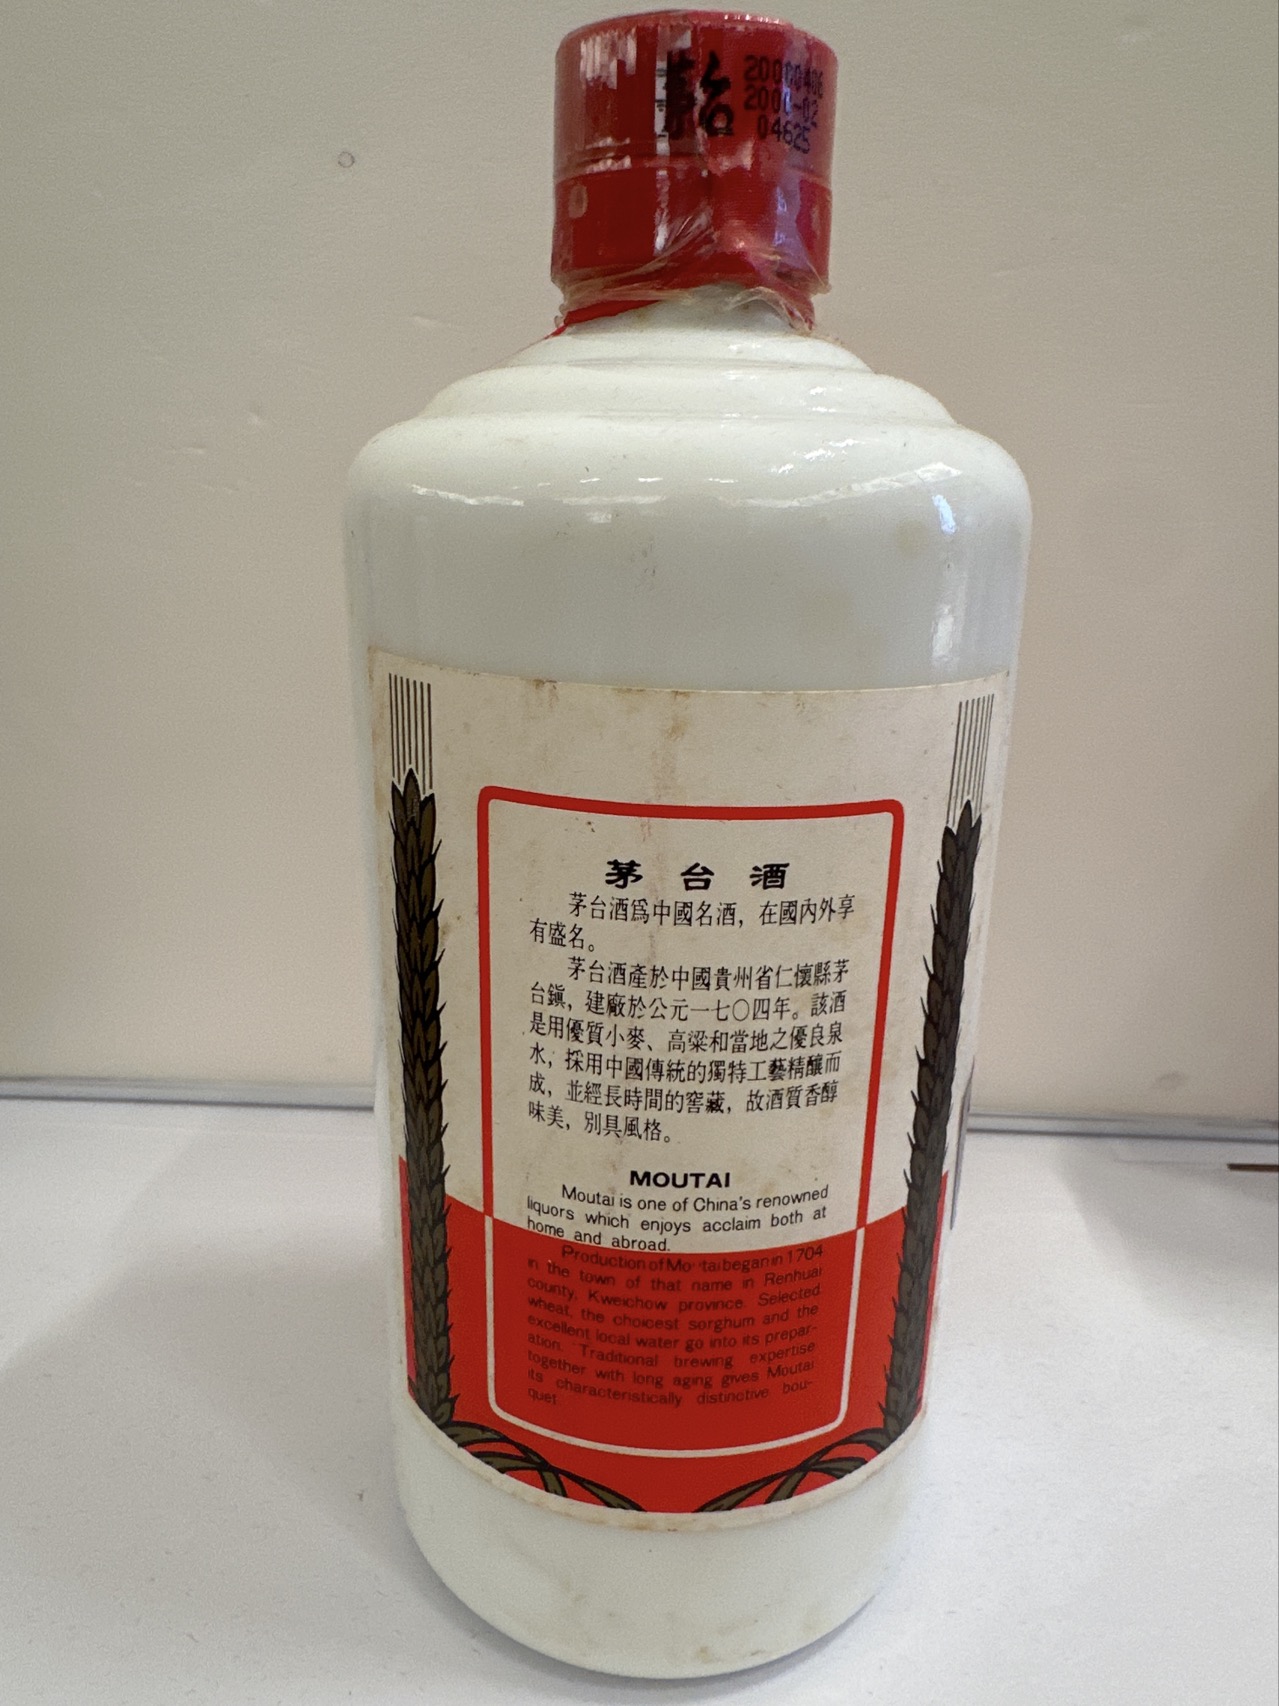 茅台
20000406
2000-02
04625
茅台酒
茅台酒爲中國名酒，在國內外享
有盛名。
茅台酒產於中國貴州省仁懷縣茅
台鎭，建廠於公元一七〇四年。該酒
是用優質小麥、高粱和當地之優良泉
水，採用中國傳統的獨特工藝精釀而
成，並經長時間的窖藏，故酒質香醇
味美，別具風格。
MOUTAI
Moutai is one of China's renowned
liquors which enjoys acclaim both at
home and abroad.
Production of Moutai began in 1704
in the town of that name in Renhuai
county, Kweichow province. Selected
wheat, the choicest sorghum and the
excellent local water go into its prepar-
ation. Traditional brewing expertise
together with long aging gives Moutai
its characteristically distinctive bou-
quet